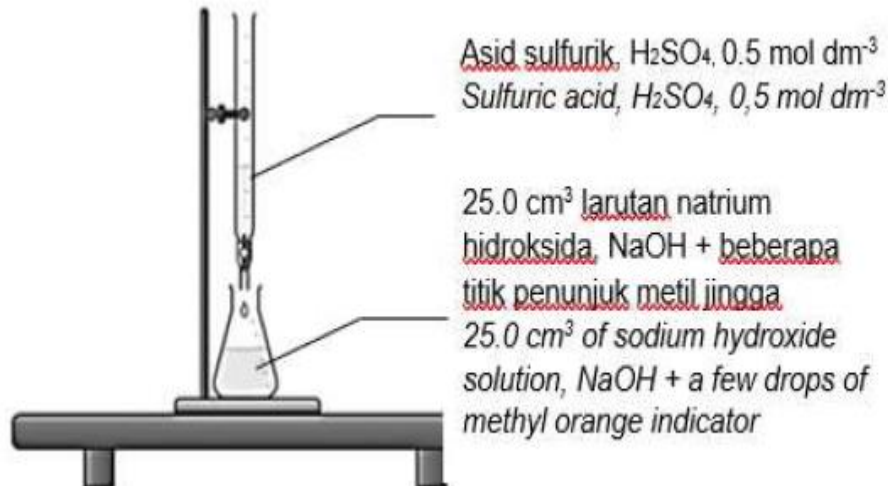 Asid sulfurik, H₂SO₄, 0.5 mol dm⁻³
Sulfuric acid, H₂SO₄, 0,5 mol dm⁻³
25.0 cm³ larutan natrium
hidroksida, NaOH + beberapa
titik penunjuk metil jingga
25.0 cm³ of sodium hydroxide
solution, NaOH + a few drops of
methyl orange indicator